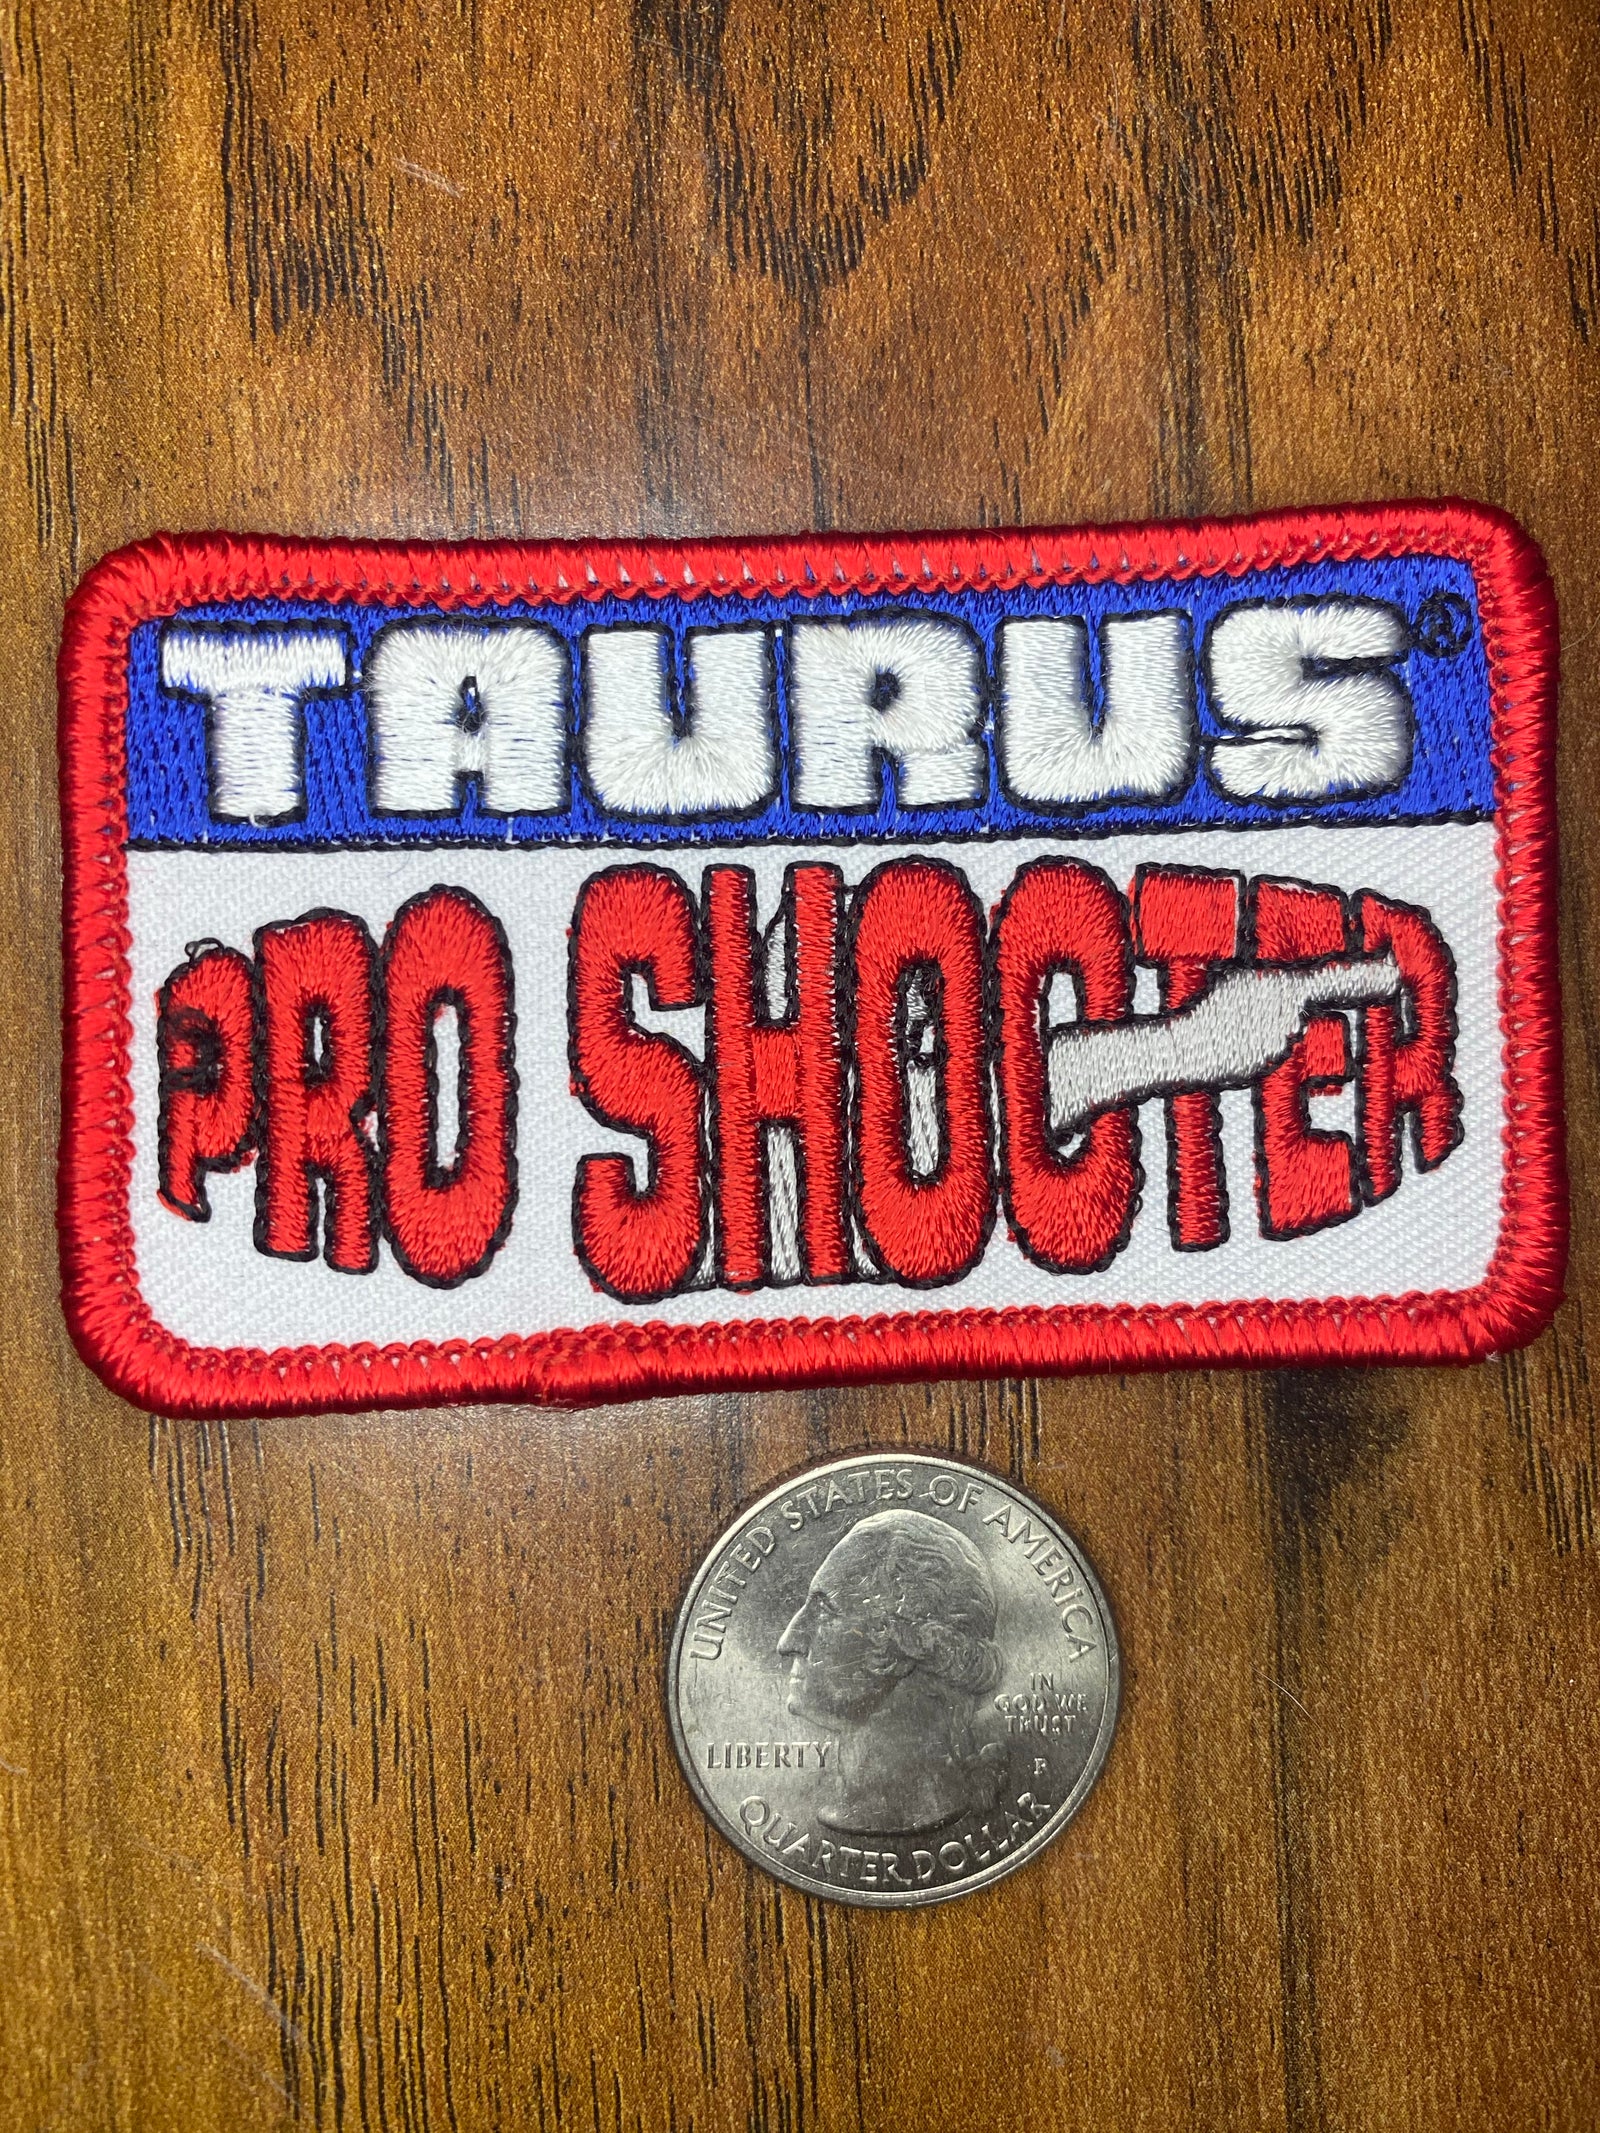 TAURUS®
PRO SHOOTER
UNITED STATES OF AMERICA
IN
GOD WE
TRUST
LIBERTY
P
QUARTER DOLLAR